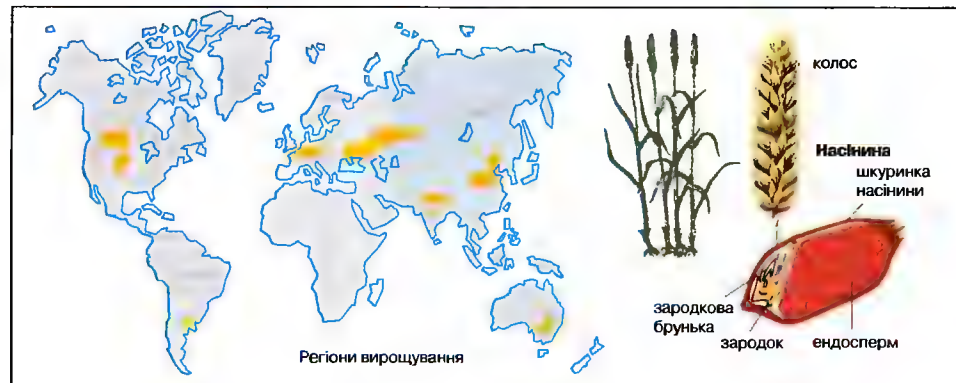 колос
Насінина
шкуринка
насінини
зародкова
брунька
зародок
ендосперм
Регіони вирощування